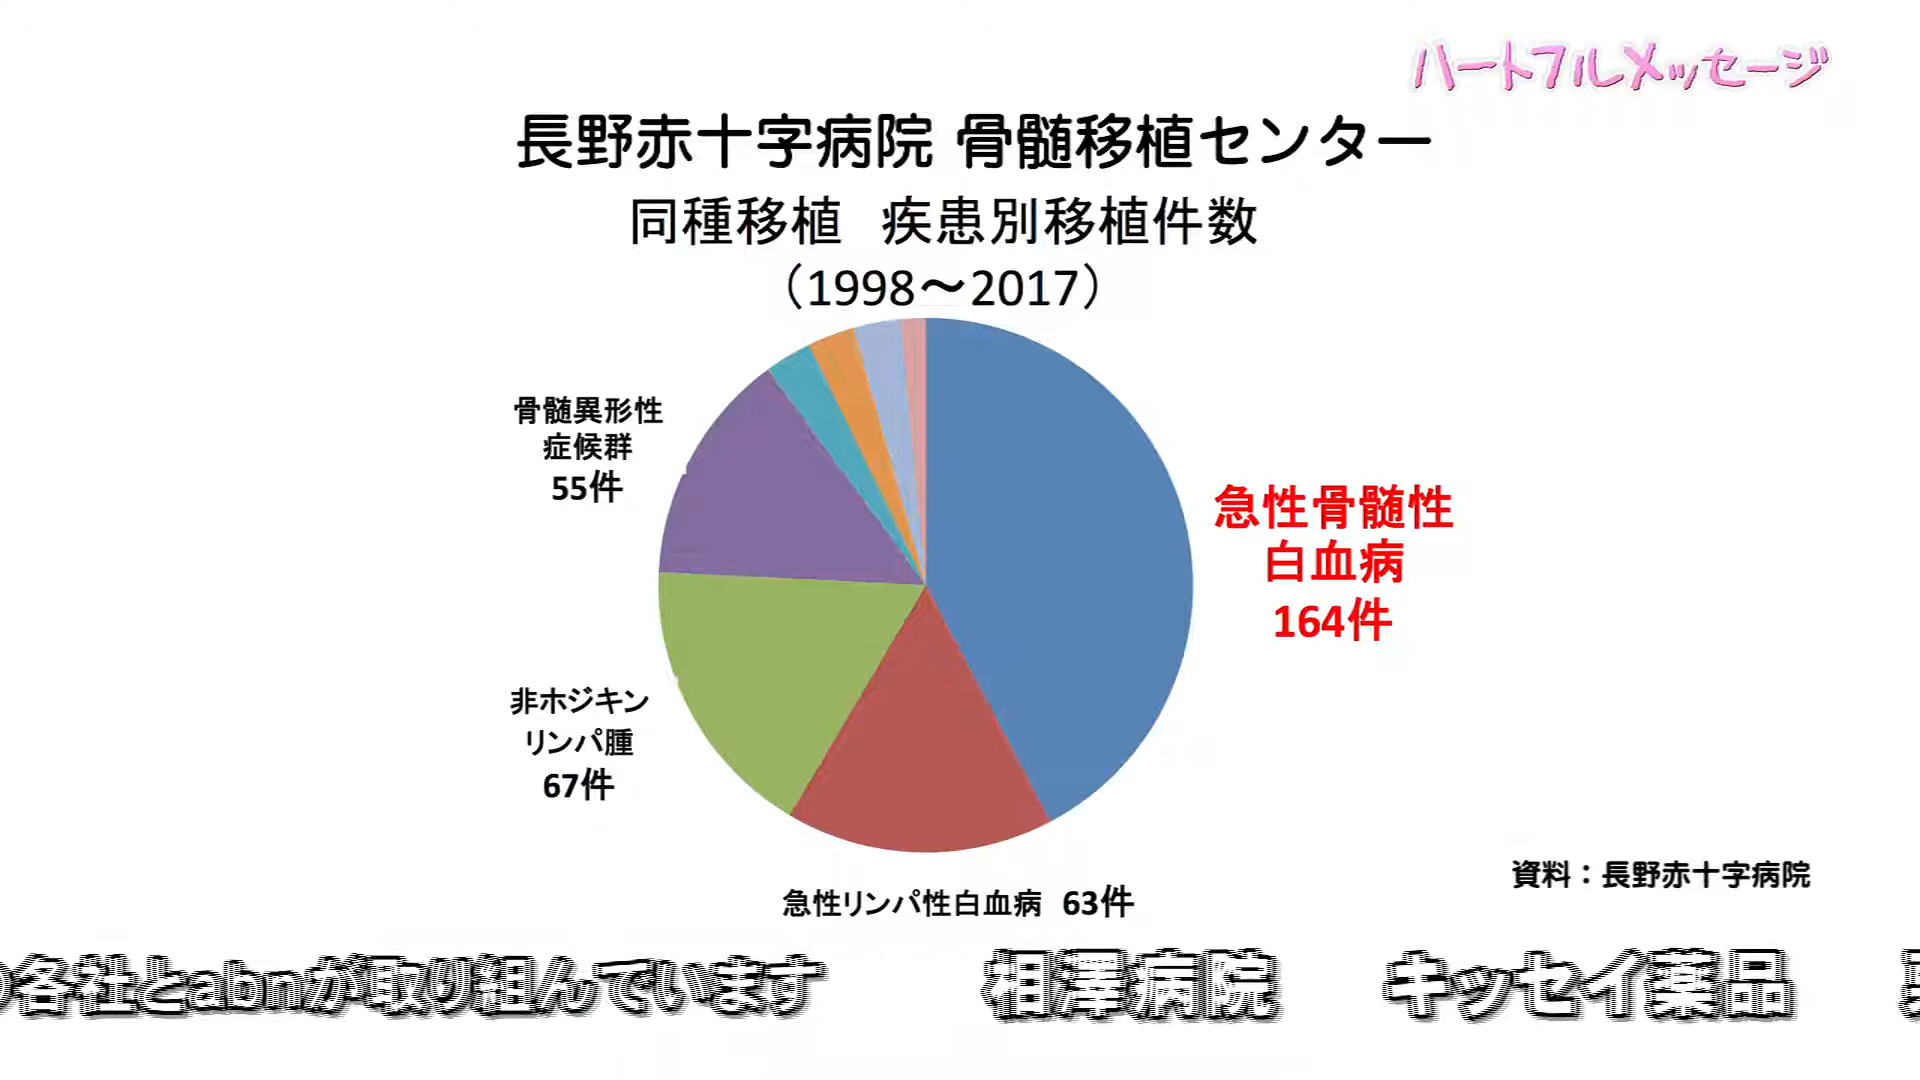 ハートフルメッセージ
長野赤十字病院 骨髄移植センター
同種移植　疾患別移植件数
（1998～2017）
骨髄異形性
症候群
55件
急性骨髄性
白血病
164件
非ホジキン
リンパ腫
67件
急性リンパ性白血病 63件
資料：長野赤十字病院
各社とabnが取り組んでいます　相澤病院　キッセイ薬品